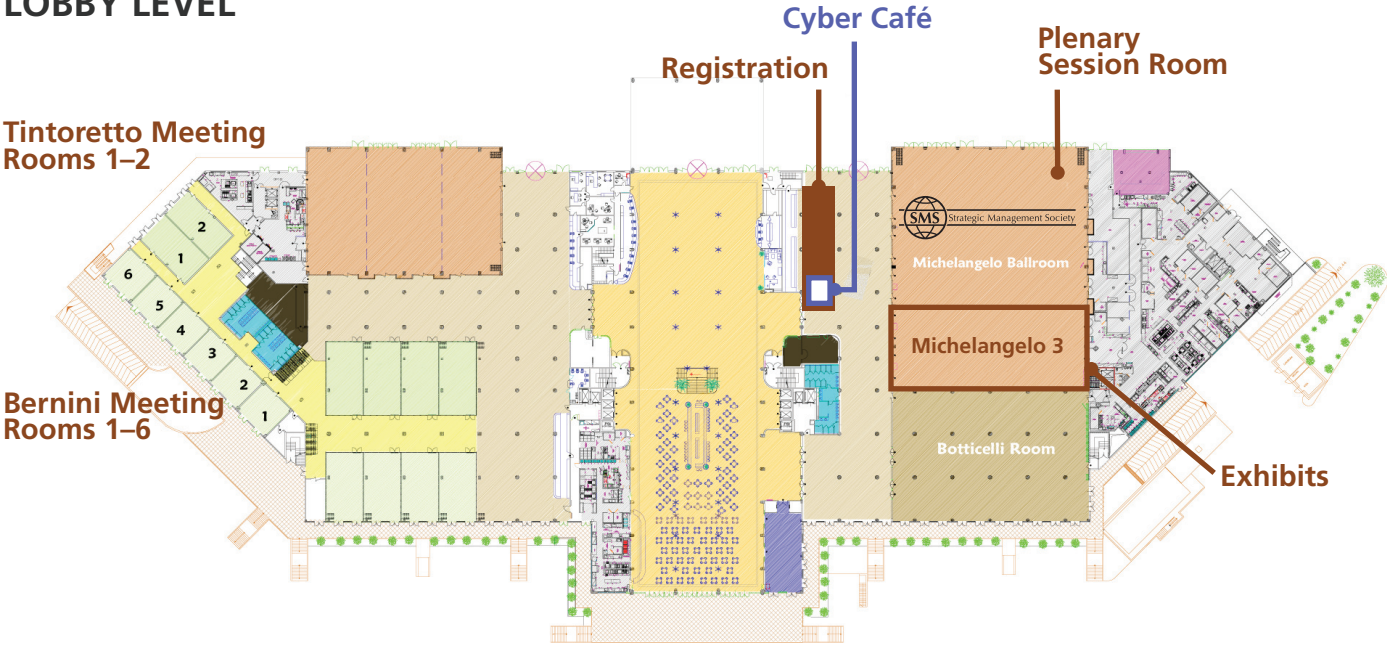 LOBBY LEVEL
Cyber Café
Registration
Plenary
Session Room
Tintoretto Meeting
Rooms 1–2
SMS Strategic Management Society
2
1
Michelangelo Ballroom
6
5
4
3
2
1
Michelangelo 3
Bernini Meeting
Rooms 1–6
Botticelli Room
Exhibits